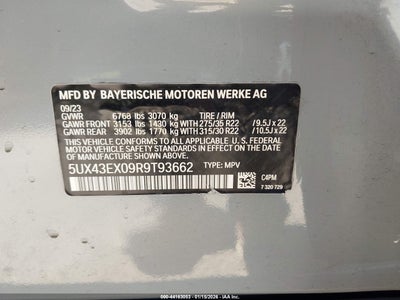 MFD BY BAYERISCHE MOTOREN WERKE AG
09/23
GVWR 6768 lbs 3070 kg TIRE / RIM
GAWR FRONT 3153 lbs 1430 kg WITH 275/35 R22 / 9.5J x 22
GAWR REAR 3902 lbs 1770 kg WITH 315/30 R22 / 10.5J x 22
THIS VEHICLE CONFORMS TO ALL APPLICABLE U.S. FEDERAL
MOTOR VEHICLE SAFETY STANDARDS IN EFFECT ON THE
DATE OF MANUFACTURE SHOWN ABOVE.
5UX43EX09R9T93662 TYPE: MPV
C4PM
7 320 729
000-44163053 - 01/15/2026 - IAA Inc.